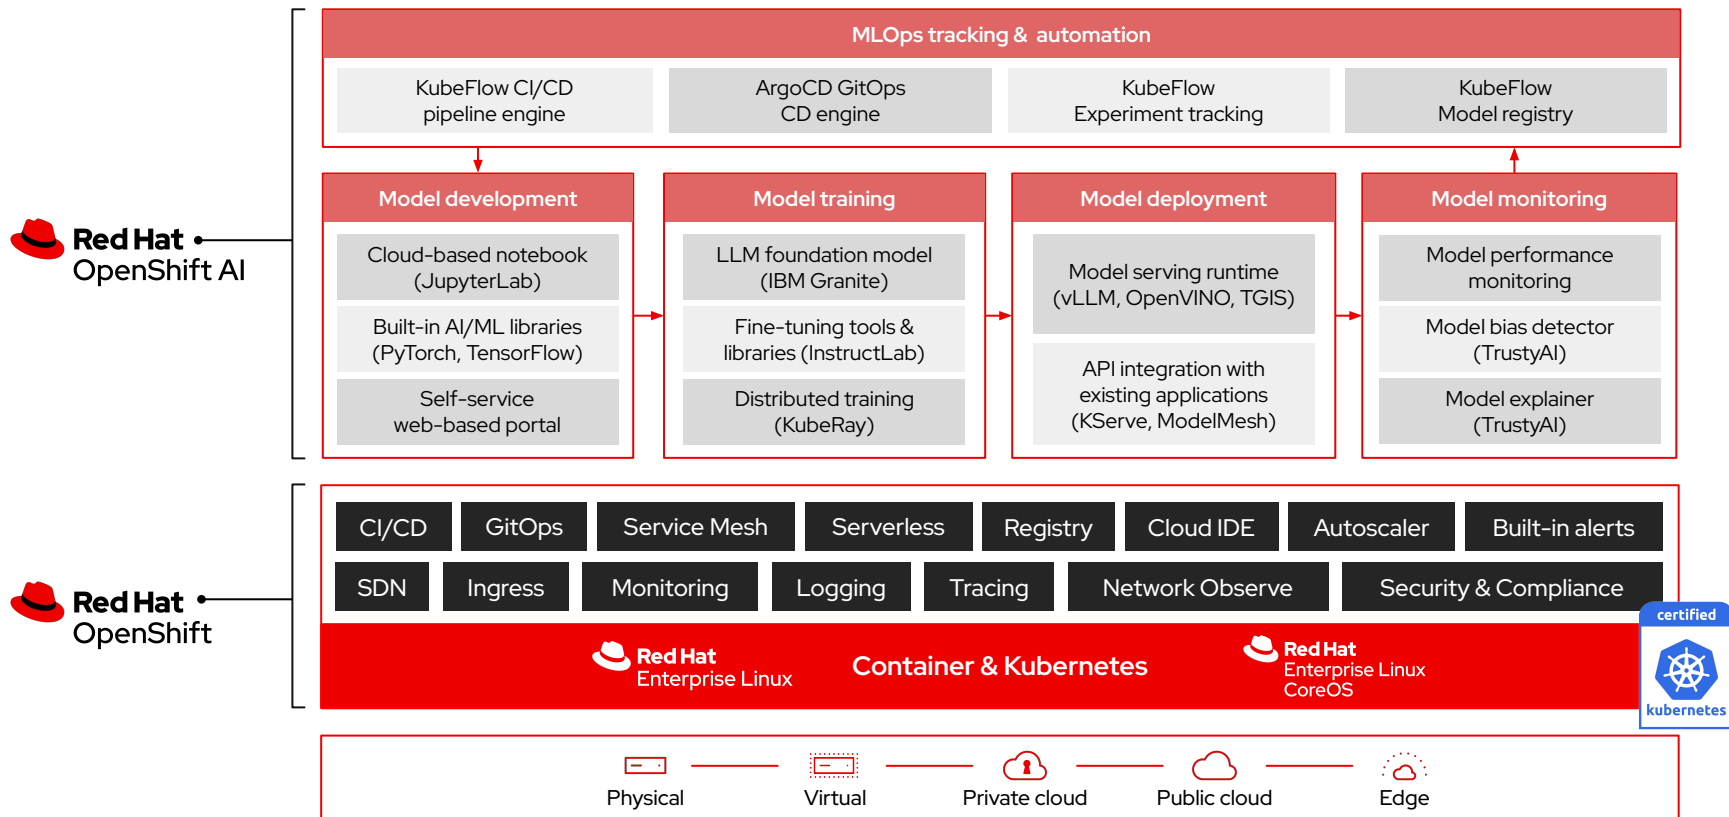 MLOps tracking & automation
KubeFlow CI/CD
pipeline engine
ArgoCD GitOps
CD engine
KubeFlow
Experiment tracking
KubeFlow
Model registry
Red Hat
OpenShift AI
Model development
Cloud-based notebook
(JupyterLab)
Built-in AI/ML libraries
(PyTorch, TensorFlow)
Self-service
web-based portal
Model training
LLM foundation model
(IBM Granite)
Fine-tuning tools &
libraries (InstructLab)
Distributed training
(KubeRay)
Model deployment
Model serving runtime
(vLLM, OpenVINO, TGIS)
API integration with
existing applications
(KServe, ModelMesh)
Model monitoring
Model performance
monitoring
Model bias detector
(TrustyAI)
Model explainer
(TrustyAI)
Red Hat
OpenShift
CI/CD
GitOps
Service Mesh
Serverless
Registry
Cloud IDE
Autoscaler
Built-in alerts
SDN
Ingress
Monitoring
Logging
Tracing
Network Observe
Security & Compliance
Red Hat
Enterprise Linux
Container & Kubernetes
Red Hat
Enterprise Linux
CoreOS
certified
kubernetes
Physical
Virtual
Private cloud
Public cloud
Edge